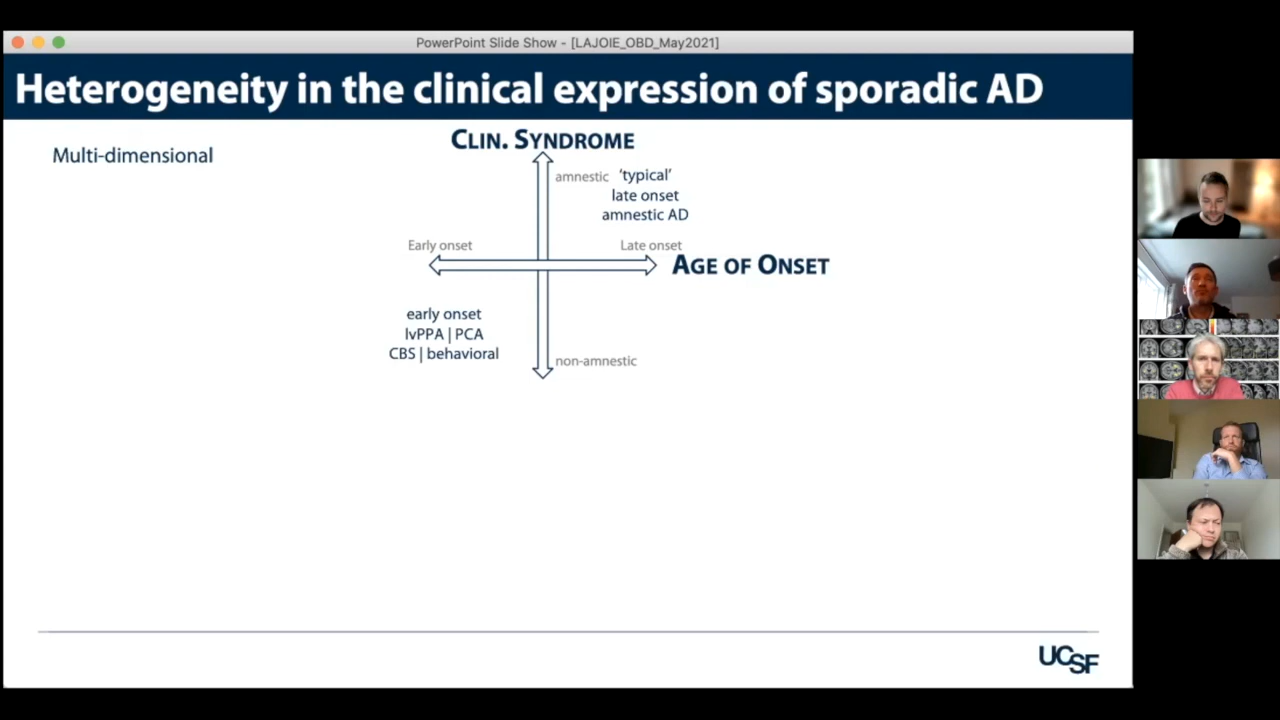 PowerPoint Slide Show - [LAJOIE_OBD_May2021]
Heterogeneity in the clinical expression of sporadic AD
Multi-dimensional
CLIN. SYNDROME
amnestic
'typical'
late onset
amnestic AD
Early onset
Late onset
AGE OF ONSET
early onset
lvPPA | PCA
CBS | behavioral
non-amnestic
UCSF